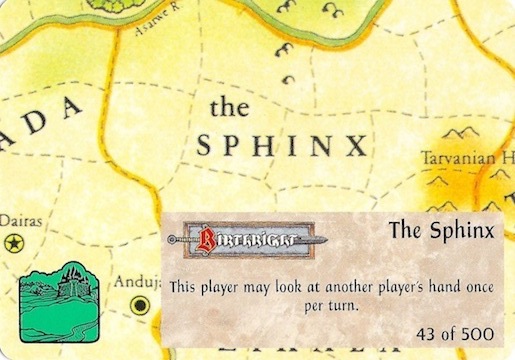 Asarwe R
the
SPHINX
ADA
Tarvanian H
Dairas
Anduj
BIRTHRIGHT
The Sphinx
This player may look at another player's hand once
per turn.
43 of 500